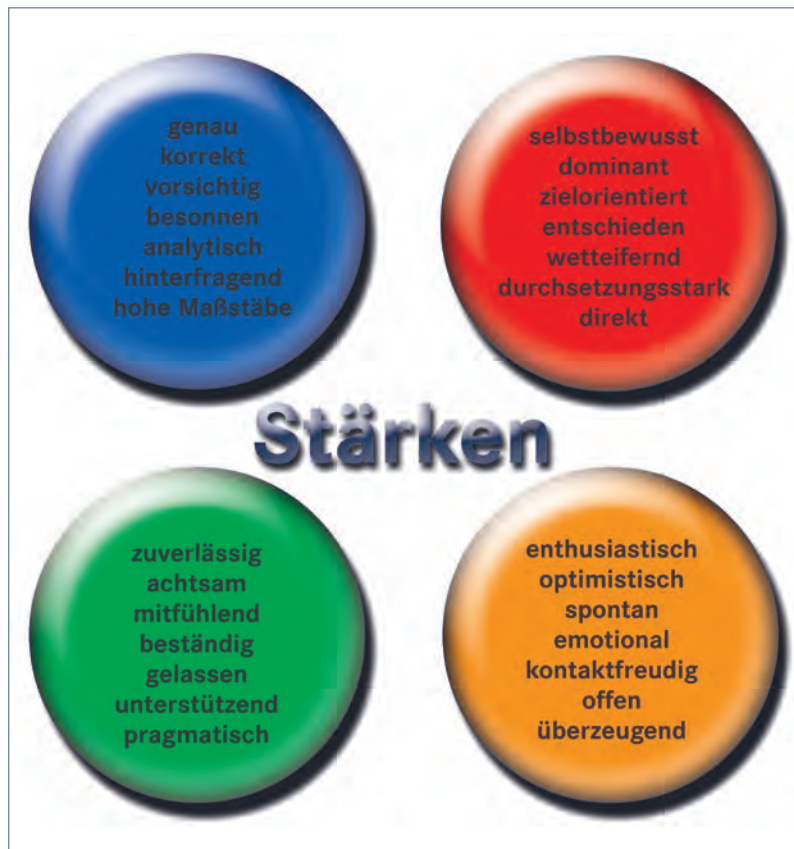 genau
korrekt
vorsichtig
besonnen
analytisch
hinterfragend
hohe Maßstäbe
selbstbewusst
dominant
zielorientiert
entschieden
wetteifernd
durchsetzungsstark
direkt
Stärken
zuverlässig
achtsam
mitfühlend
beständig
gelassen
unterstützend
pragmatisch
enthusiastisch
optimistisch
spontan
emotional
kontaktfreudig
offen
überzeugend